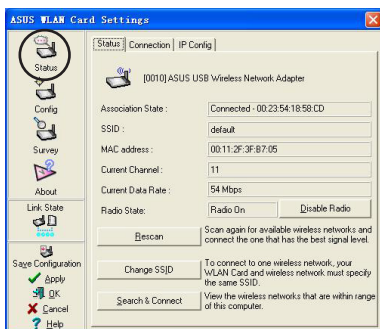 ASUS WLAN Card Settings
Status
Config
Survey
About
Link State
Save Configuration
Apply
OK
Cancel
Help
Status Connection IP Config
[0010] ASUS USB Wireless Network Adapter
Association State : Connected - 00:23:54:18:58:CD
SSID : default
MAC address : 00:11:2F:3F:B7:05
Current Channel : 11
Current Data Rate : 54 Mbps
Radio State: Radio On Disable Radio
Rescan
Scan again for available wireless networks and
connect the one that has the best signal level.
Change SSID
To connect to one wireless network, your
WLAN Card and wireless network must specify
the same SSID.
Search & Connect
View the wireless networks that are within range
of this computer.